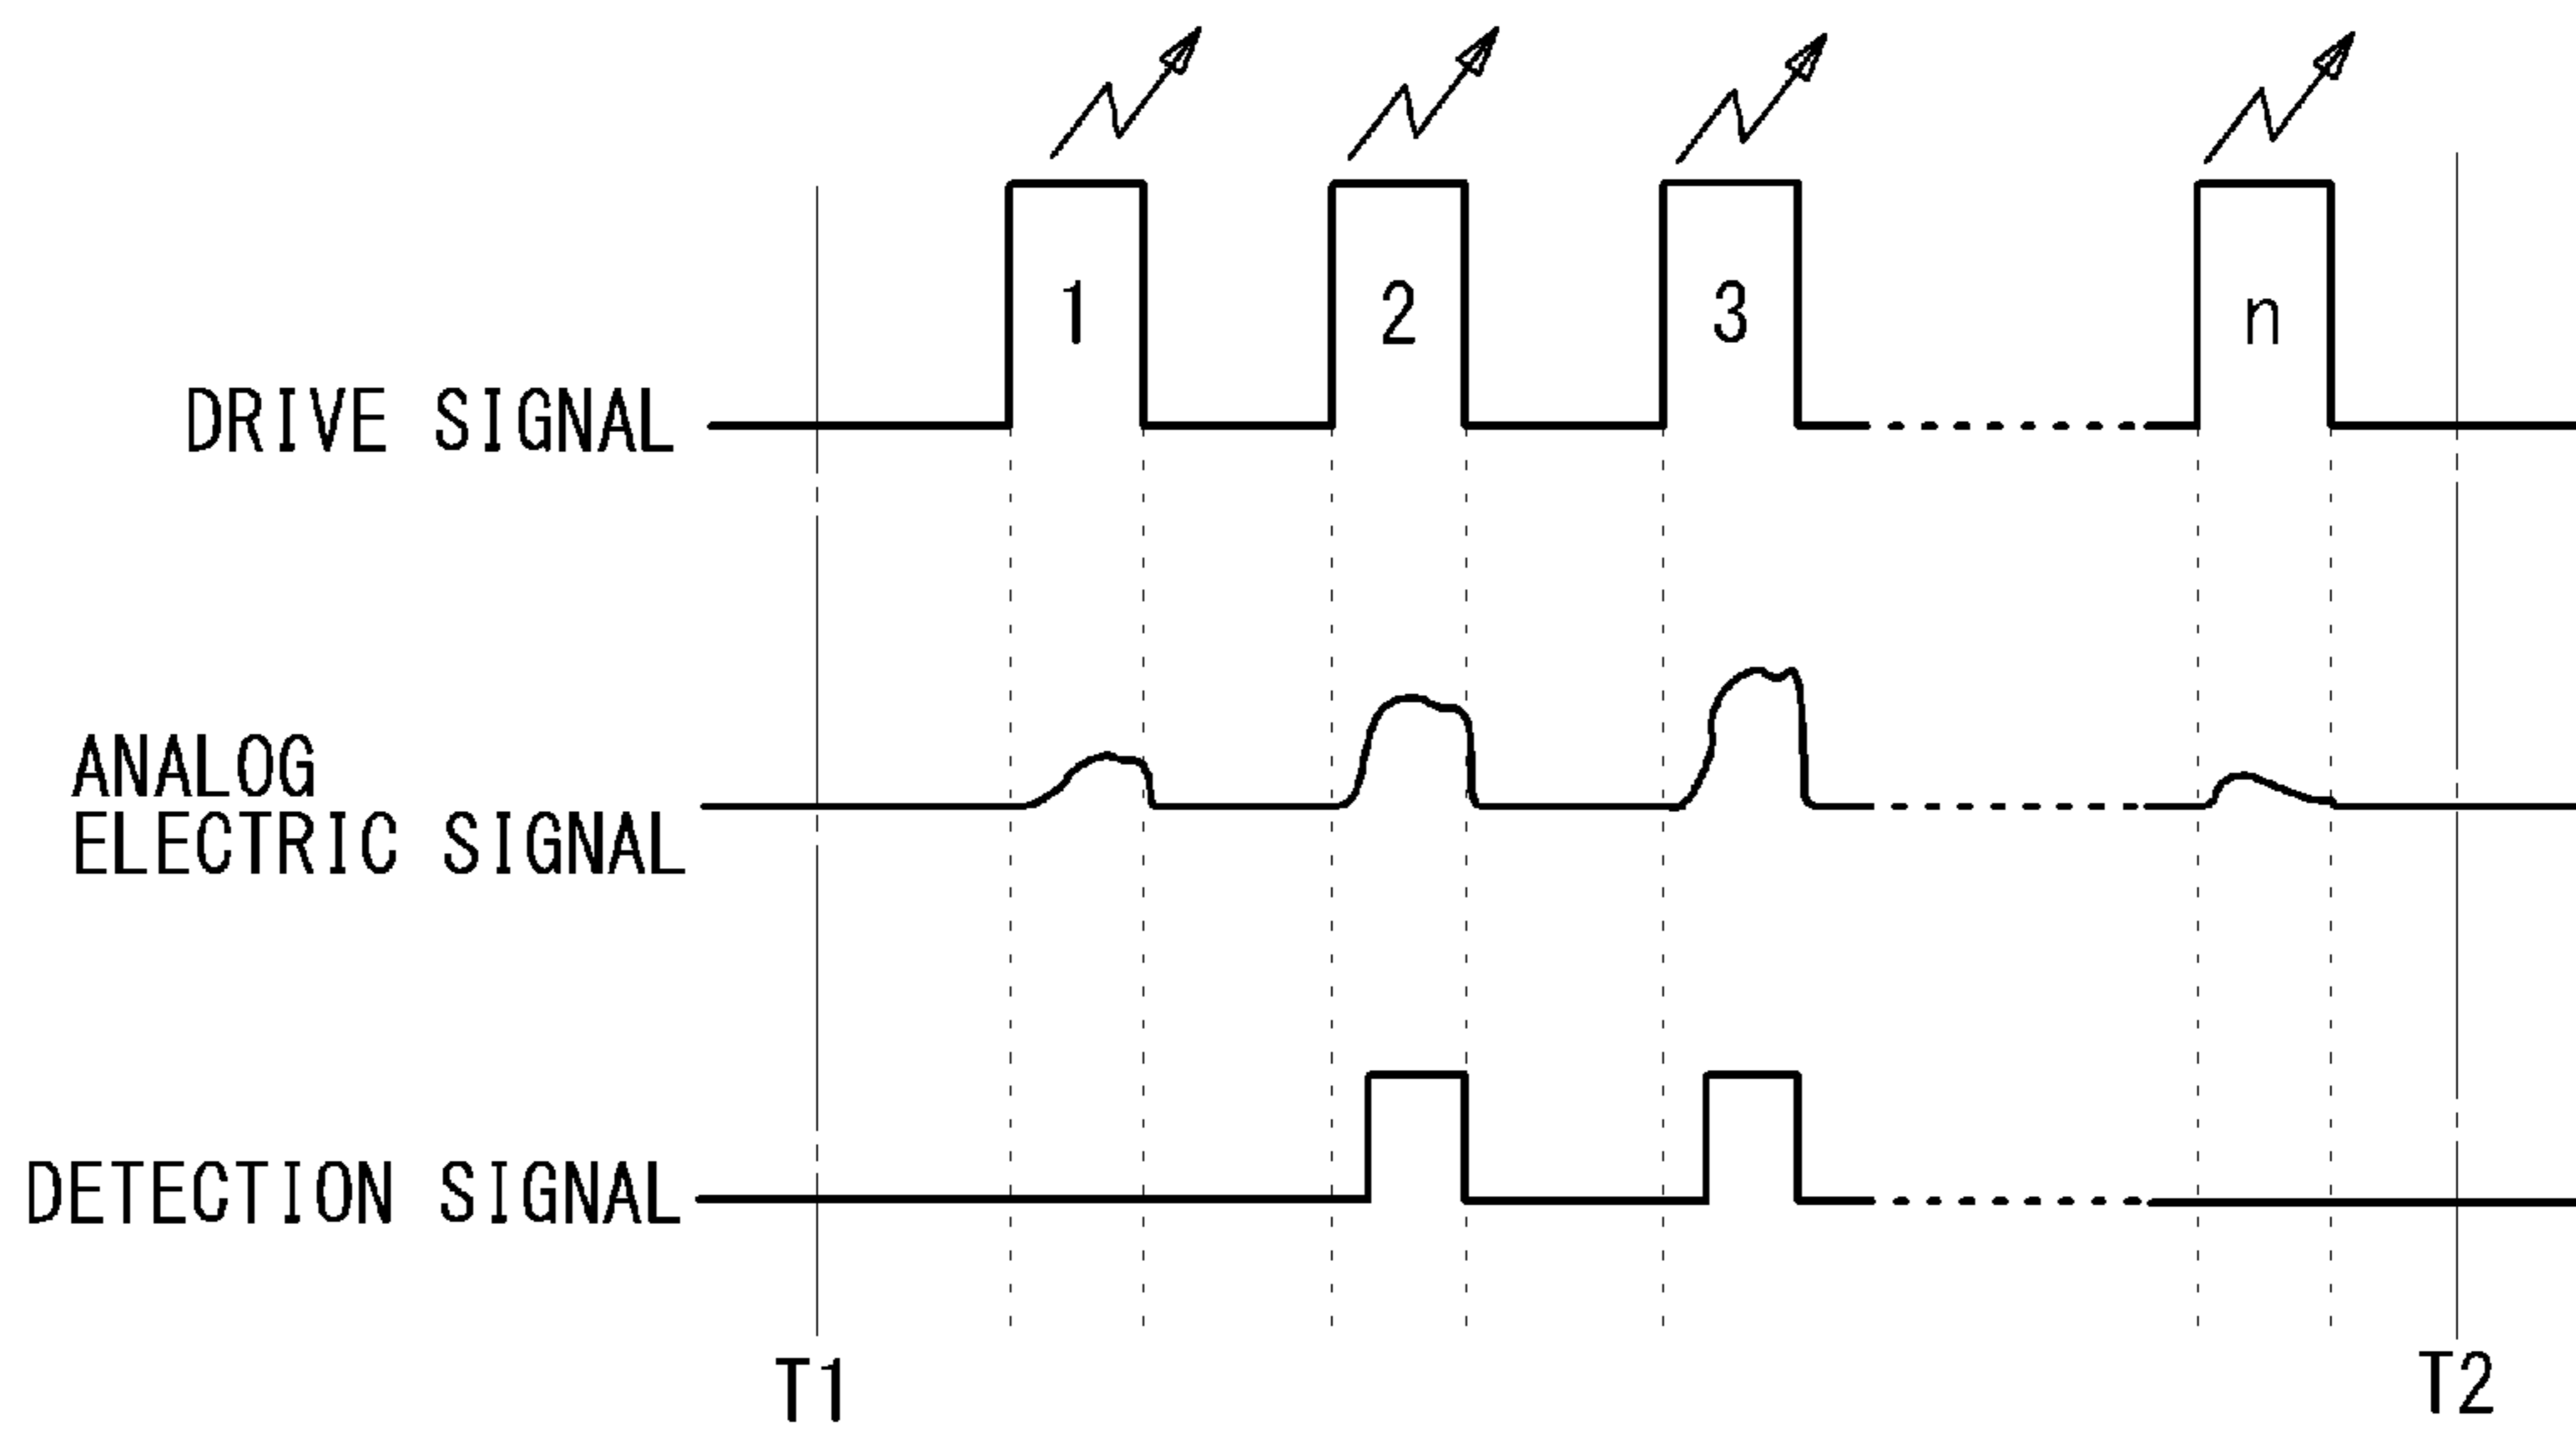 1 2 3 n
DRIVE SIGNAL
ANALOG
ELECTRIC SIGNAL
DETECTION SIGNAL
T1 T2